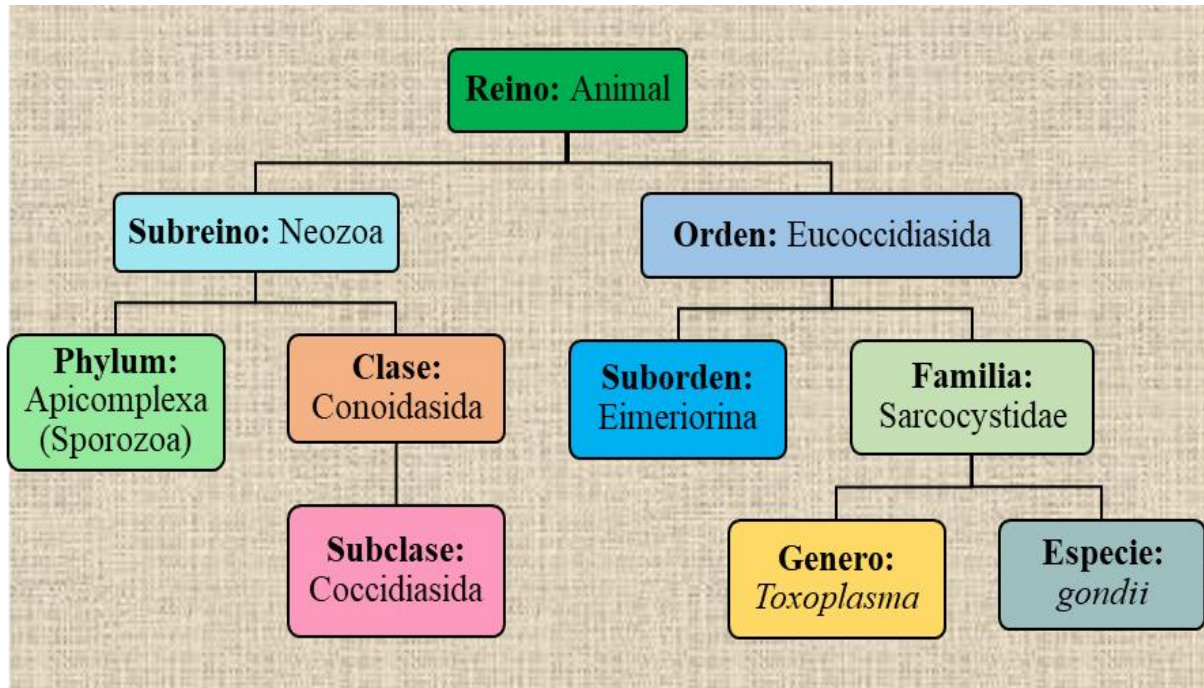 Reino: Animal
Subreino: Neozoa
Orden: Eucoccidiasida
Phylum:
Apicomplexa
(Sporozoa)
Clase:
Conoidasida
Suborden:
Eimeriorina
Familia:
Sarcocystidae
Subclase:
Coccidiasida
Genero:
Toxoplasma
Especie:
gondii